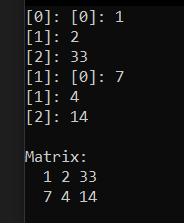 [0]: [0]: 1
[1]: 2
[2]: 33
[1]: [0]: 7
[1]: 4
[2]: 14

Matrix:
  1 2 33
  7 4 14